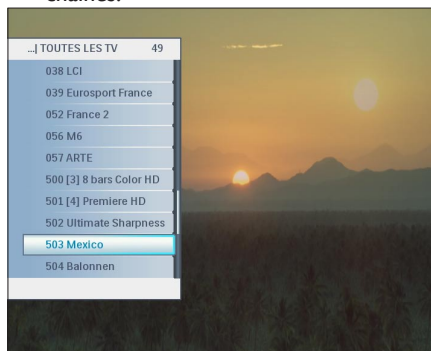 ...| TOUTES LES TV 49
038 LCI
039 Eurosport France
052 France 2
056 M6
057 ARTE
500 [3] 8 bars Color HD
501 [4] Premiere HD
502 Ultimate Sharpness
503 Mexico
504 Balonnen